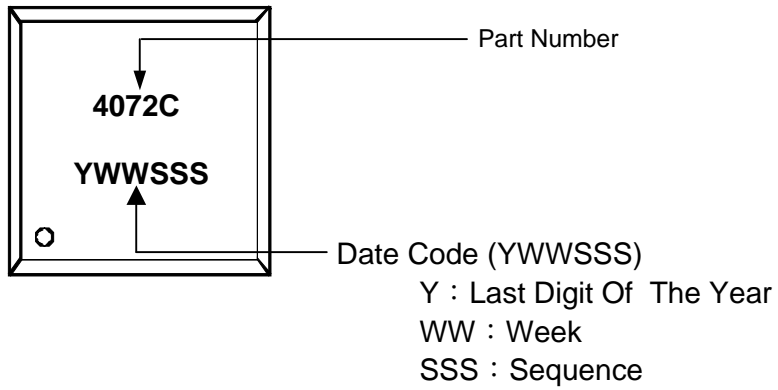 Part Number
4072C
YWWSSS
Date Code (YWWSSS)
Y：Last Digit Of The Year
WW：Week
SSS：Sequence